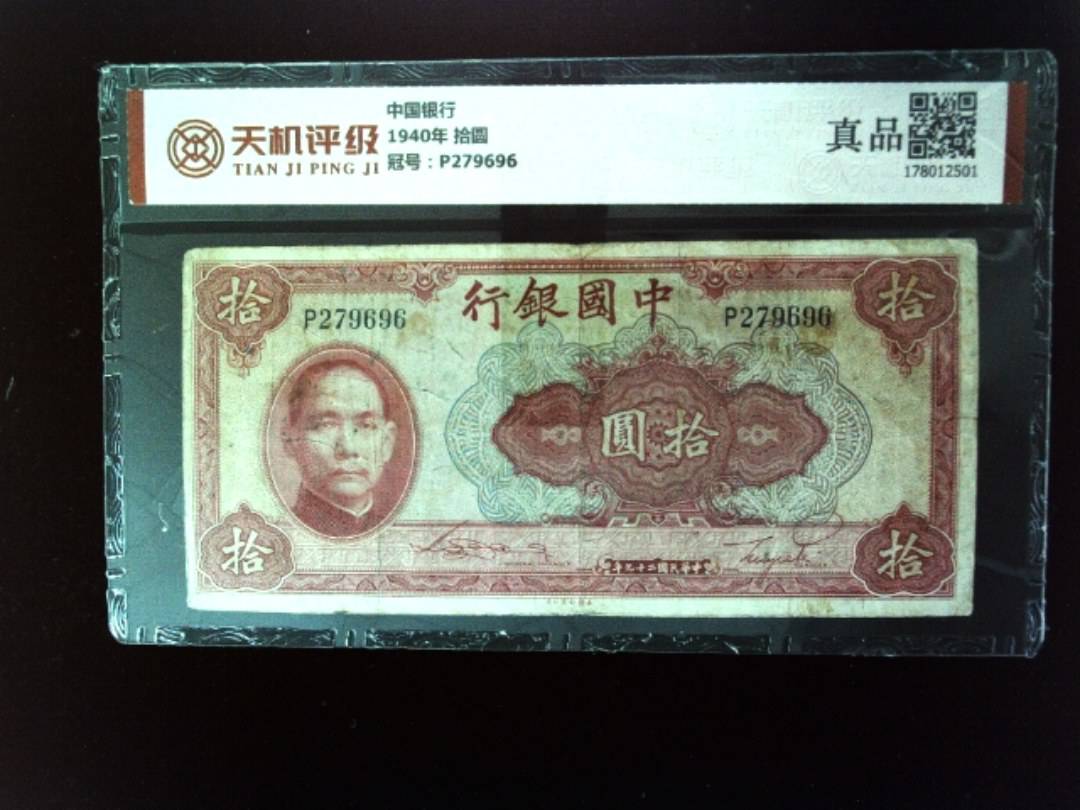 天机评级
TIAN JI PING JI
中国银行
1940年 拾圆
冠号：P279696
真品
178012501
拾
行銀國中
拾
P279696
P279696
圓拾
拾
拾